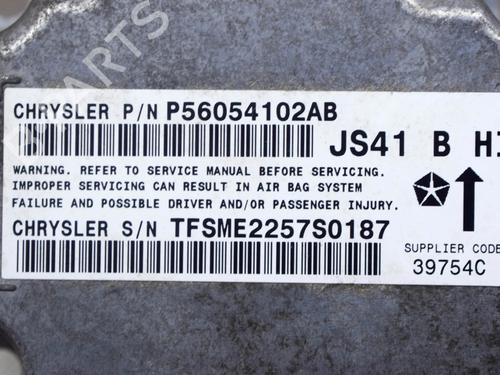 CHRYSLER P/N P56054102AB
JS41 B HI
WARNING. REFER TO SERVICE MANUAL BEFORE SERVICING.
IMPROPER SERVICING CAN RESULT IN AIR BAG SYSTEM
FAILURE AND POSSIBLE DRIVER AND/OR PASSENGER INJURY.
CHRYSLER S/N TFSME2257S0187
SUPPLIER CODE
39754C